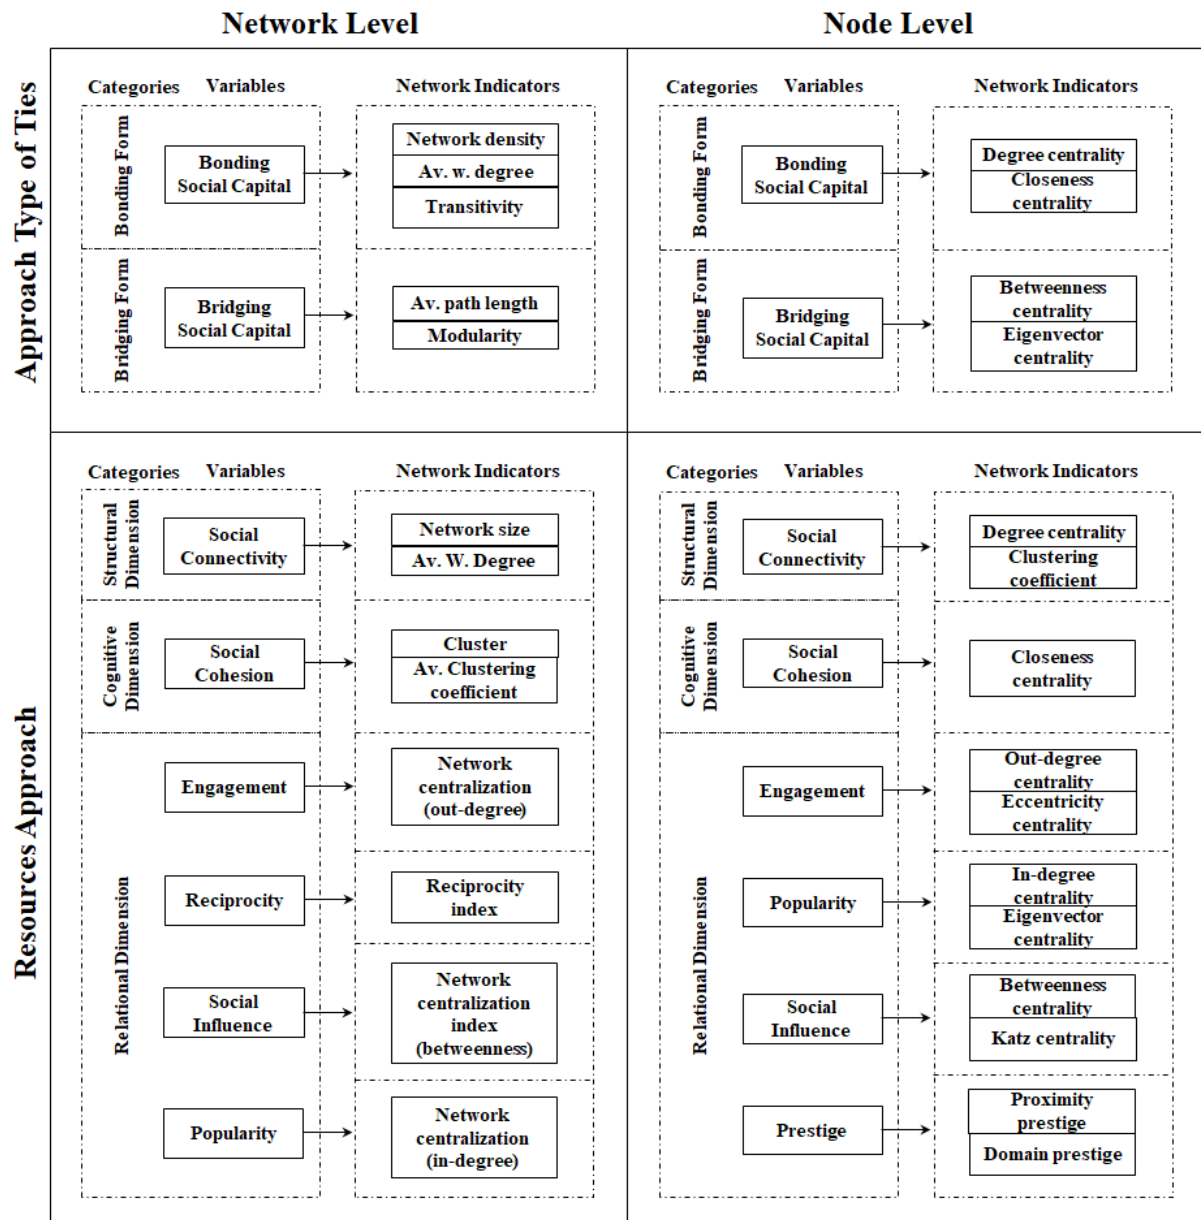 Network Level
Node Level
Approach Type of Ties
Categories
Variables
Network Indicators
Bonding Form
Bonding
Social Capital
Network density
Av. w. degree
Transitivity
Bridging Form
Bridging
Social Capital
Av. path length
Modularity
Categories
Variables
Network Indicators
Bonding Form
Bonding
Social Capital
Degree centrality
Closeness
centrality
Bridging Form
Bridging
Social Capital
Betweenness
centrality
Eigenvector
centrality
Resources Approach
Categories
Variables
Network Indicators
Structural
Dimension
Social
Connectivity
Network size
Av. W. Degree
Cognitive
Dimension
Social
Cohesion
Cluster
Av. Clustering
coefficient
Relational Dimension
Engagement
Network
centralization
(out-degree)
Reciprocity
Reciprocity
index
Social
Influence
Network
centralization
index
(betweenness)
Popularity
Network
centralization
(in-degree)
Categories
Variables
Network Indicators
Structural
Dimension
Social
Connectivity
Degree centrality
Clustering
coefficient
Cognitive
Dimension
Social
Cohesion
Closeness
centrality
Relational Dimension
Engagement
Out-degree
centrality
Eccentricity
centrality
Popularity
In-degree
centrality
Eigenvector
centrality
Social
Influence
Betweenness
centrality
Katz centrality
Prestige
Proximity
prestige
Domain prestige